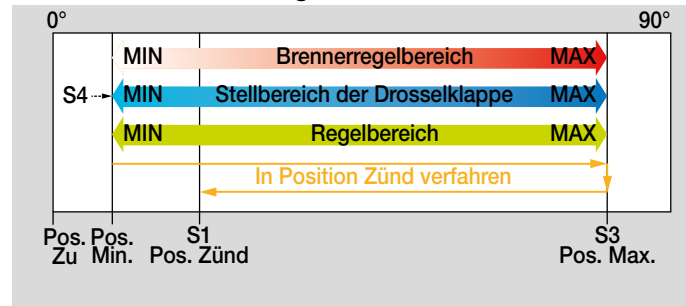 0° 90°
MIN Brennerregelbereich MAX
S4 MIN Stellbereich der Drosselklappe MAX
MIN Regelbereich MAX
In Position Zünd verfahren
Pos. Zu
Pos. Min.
S1
Pos. Zünd
S3
Pos. Max.